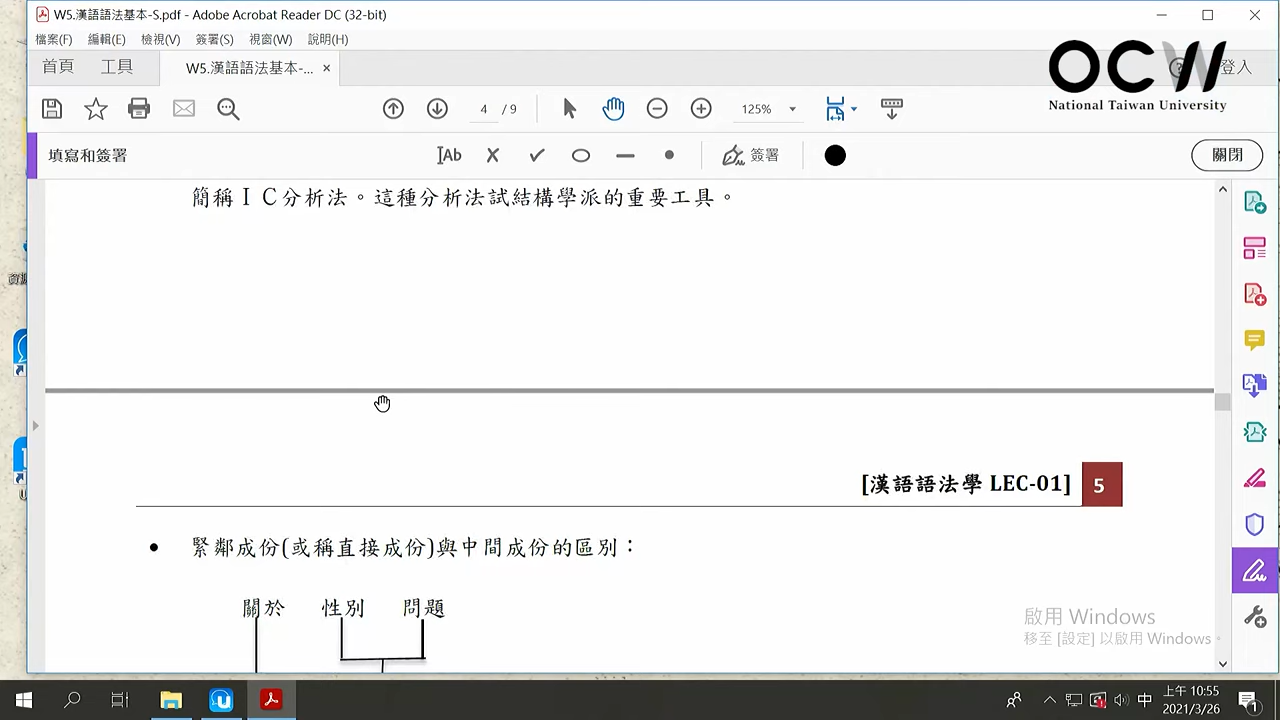 W5.漢語語法基本-S.pdf - Adobe Acrobat Reader DC (32-bit)
檔案(F) 編輯(E) 檢視(V) 簽署(S) 視窗(W) 說明(H)
首頁 工具 W5.漢語語法基本-... × 登入
OCW
National Taiwan University
4 / 9 125%
填寫和簽署 簽署 關閉
簡稱ＩＣ分析法。這種分析法試結構學派的重要工具。
[漢語語法學 LEC-01] 5
• 緊鄰成份(或稱直接成份)與中間成份的區別：
關於 性別 問題
啟用 Windows
移至 [設定] 以啟用 Windows。
中 上午 10:55
2021/3/26
1